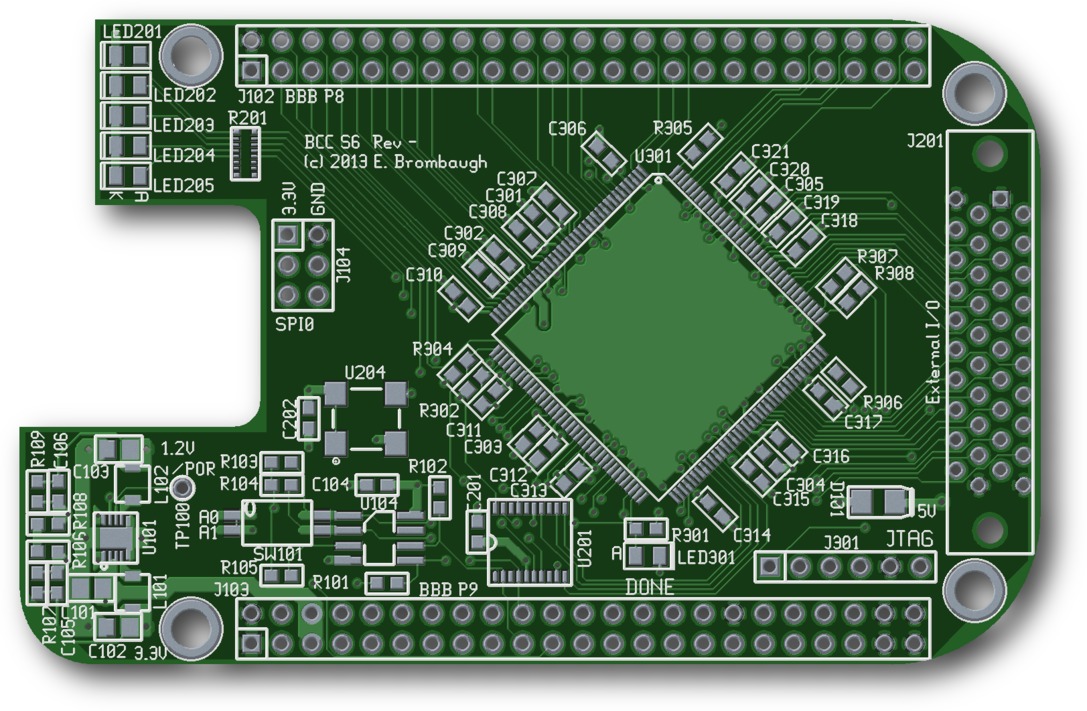 LED201
LED202
LED203
LED204
LED205
K A
R201
J102 BBB P8
BCC S6 Rev -
(c) 2013 E. Brombaugh
3.3V GND
J104
SPI0
C306
R305
U301
C307
C301
C308
C302
C309
C310
C321
C320
C305
C319
C318
R307
R308
J201
External I/O
R304
R302
C311
C303
C312
C313
R306
C317
C316
C304
C315
C314
U204
C202
R109
C106
C103
1.2V
L102
/POR
TP100
R108
R106
U101
R103
R104
C104
U104
R102
C201
U201
A0
A1
SW101
R105
R101
J103
BBB P9
R301
A
LED301
DONE
D101
5V
J301
JTAG
L101
C101
R107
C105
C102
3.3V